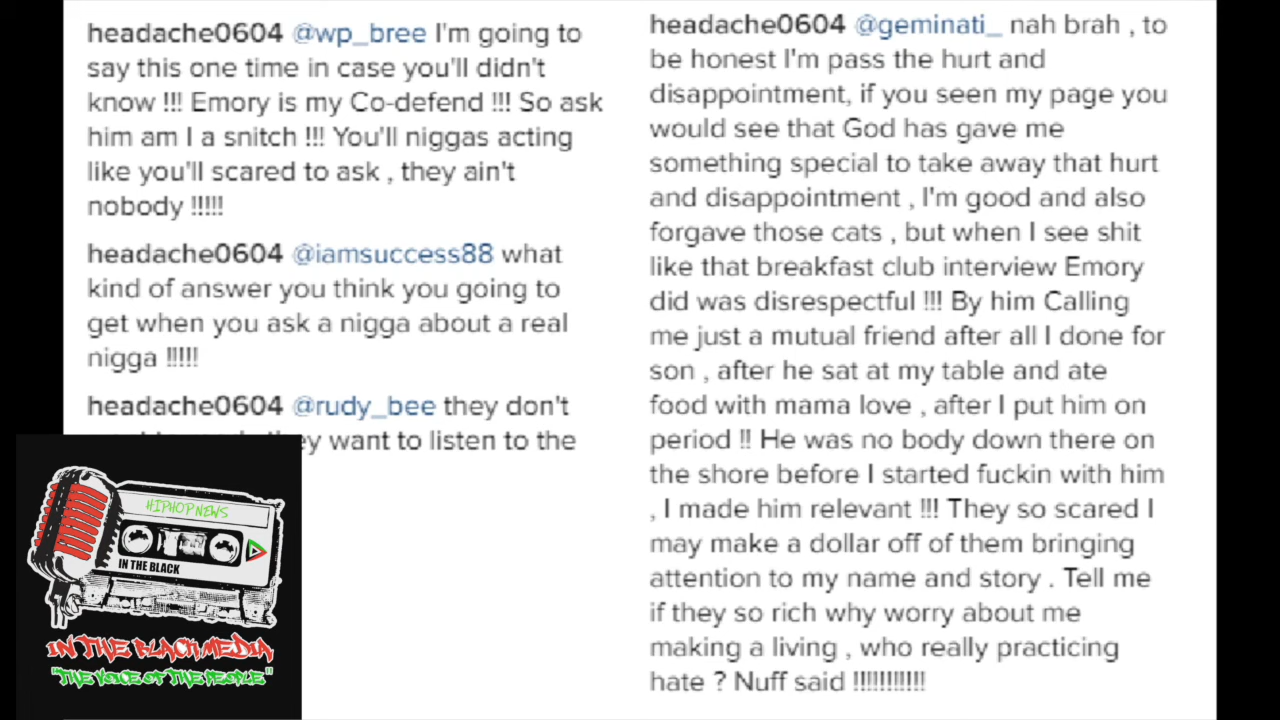 headache0604 @wp_bree I'm going to
say this one time in case you'll didn't
know !!! Emory is my Co-defend !!! So ask
him am I a snitch !!! You'll niggas acting
like you'll scared to ask , they ain't
nobody !!!!!
headache0604 @iamsuccess88 what
kind of answer you think you going to
get when you ask a nigga about a real
nigga !!!!!
headache0604 @rudy_bee they don't
want to listen to the
headache0604 @geminati_ nah brah , to
be honest I'm pass the hurt and
disappointment, if you seen my page you
would see that God has gave me
something special to take away that hurt
and disappointment , I'm good and also
forgave those cats , but when I see shit
like that breakfast club interview Emory
did was disrespectful !!! By him Calling
me just a mutual friend after all I done for
son , after he sat at my table and ate
food with mama love , after I put him on
period !! He was no body down there on
the shore before I started fuckin with him
, I made him relevant !!! They so scared I
may make a dollar off of them bringing
attention to my name and story . Tell me
if they so rich why worry about me
making a living , who really practicing
hate ? Nuff said !!!!!!!!!!!
HIPHOP NEWS
IN THE BLACK
IN THE BLACK MEDIA
"THE VOICE OF THE PEOPLE"